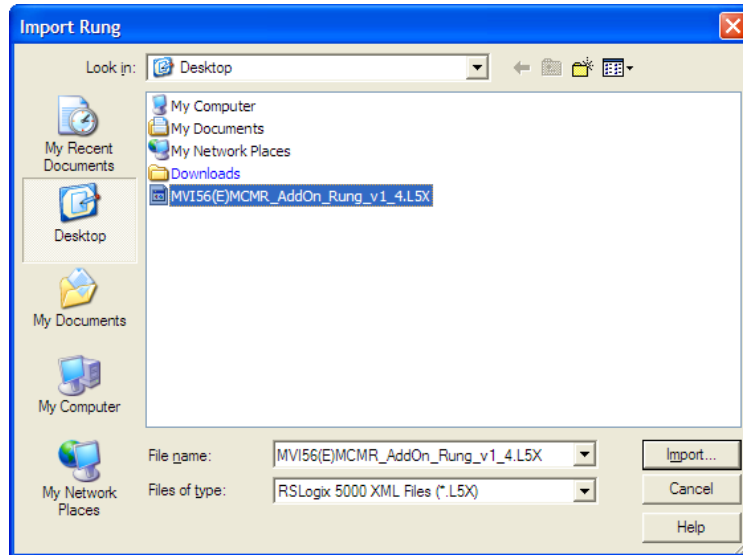 Import Rung
Look in:
Desktop
My Recent
Documents
Desktop
My Documents
My Computer
My Network
Places
My Computer
My Documents
My Network Places
Downloads
MVI56(E)MCMR_AddOn_Rung_v1_4.L5X
File name:
MVI56(E)MCMR_AddOn_Rung_v1_4.L5X
Import...
Files of type:
RSLogix 5000 XML Files (*.L5X)
Cancel
Help